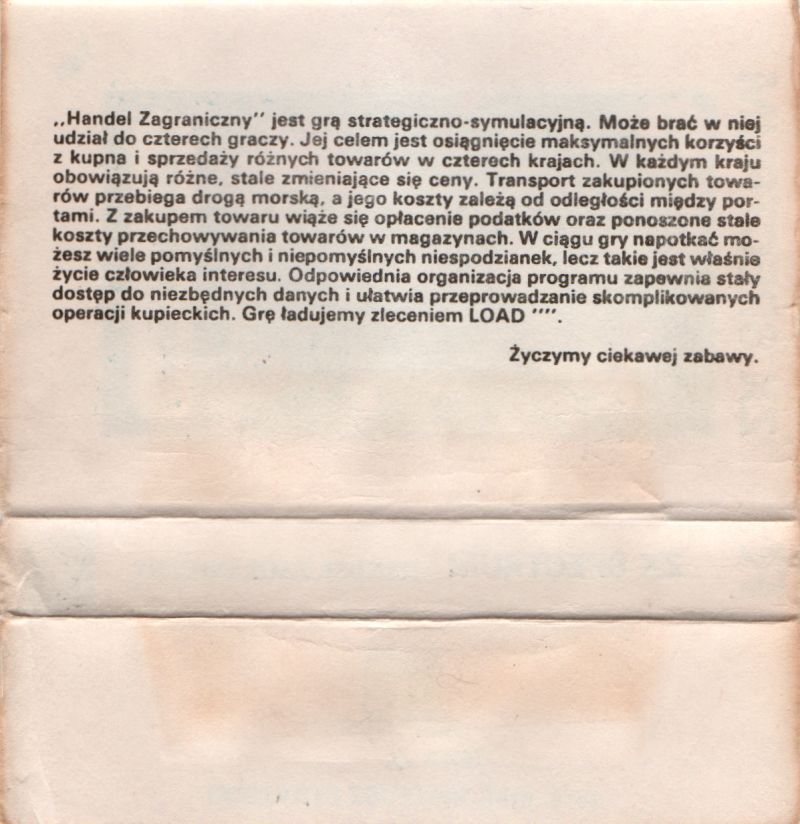 ,,Handel Zagraniczny'' jest grą strategiczno-symulacyjną. Może brać w niej
udział do czterech graczy. Jej celem jest osiągnięcie maksymalnych korzyści
z kupna i sprzedaży różnych towarów w czterech krajach. W każdym kraju
obowiązują różne, stale zmieniające się ceny. Transport zakupionych towa-
rów przebiega drogą morską, a jego koszty zależą od odległości między por-
tami. Z zakupem towaru wiąże się opłacenie podatków oraz ponoszone stale
koszty przechowywania towarów w magazynach. W ciągu gry napotkać mo-
żesz wiele pomyślnych i niepomyślnych niespodzianek, lecz takie jest właśnie
życie człowieka interesu. Odpowiednia organizacja programu zapewnia stały
dostęp do niezbędnych danych i ułatwia przeprowadzanie skomplikowanych
operacji kupieckich. Grę ładujemy zleceniem LOAD ''''.
Życzymy ciekawej zabawy.